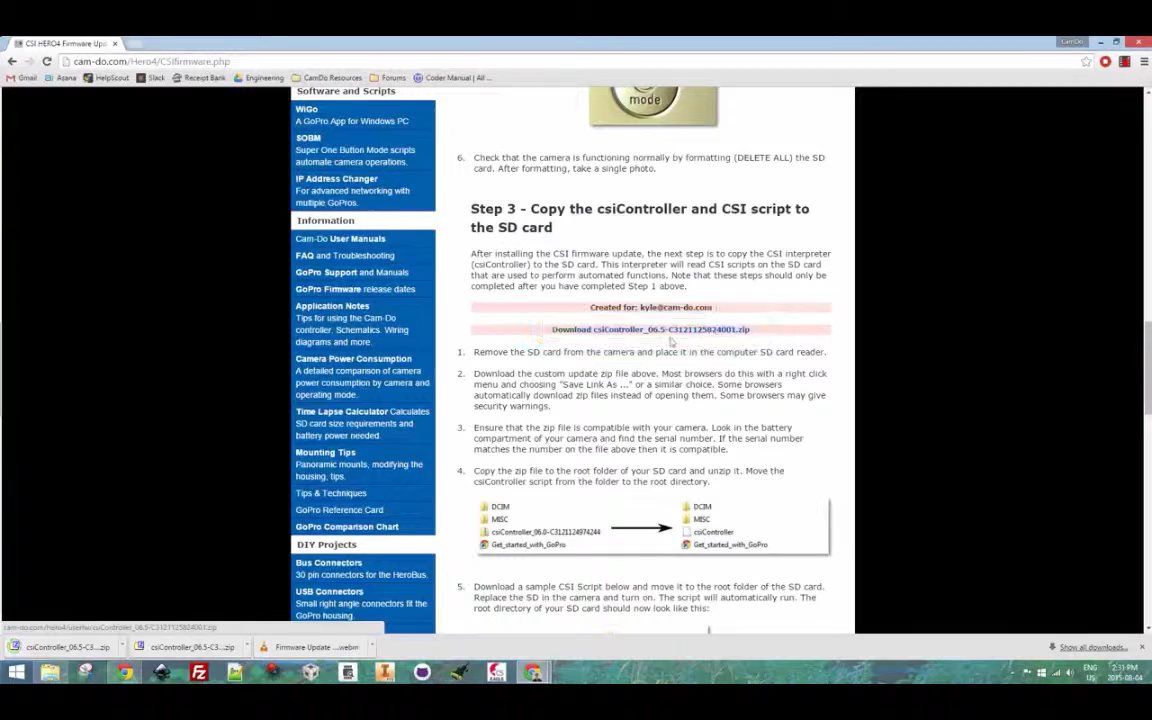 CSI HERO4 Firmware Upd
CamDo
cam-do.com/Hero4/CSIfirmware.php
Gmail
Asana
HelpScout
Slack
Receipt Bank
Engineering
CamDo Resources
Forums
Coder Manual | All ...
Software and Scripts
WiGo
A GoPro App for Windows PC
SOBM
Super One Button Mode scripts
automate camera operations.
IP Address Changer
For advanced networking with
multiple GoPros.
Information
Cam-Do User Manuals
FAQ and Troubleshooting
GoPro Support and Manuals
GoPro Firmware release dates
Application Notes
Tips for using the Cam-Do
controller. Schematics. Wiring
diagrams and more.
Camera Power Consumption
A detailed comparison of camera
power consumption by camera and
operating mode.
Time Lapse Calculator Calculates
SD card size requirements and
battery power needed.
Mounting Tips
Panoramic mounts, modifying the
housing, tips.
Tips & Techniques
GoPro Reference Card
GoPro Comparison Chart
DIY Projects
Bus Connectors
30 pin connectors for the HeroBus.
USB Connectors
Small right angle connectors fit the
GoPro housing.
mode
6. Check that the camera is functioning normally by formatting (DELETE ALL) the SD
card. After formatting, take a single photo.
Step 3 - Copy the csiController and CSI script to
the SD card
After installing the CSI firmware update, the next step is to copy the CSI interpreter
(csiController) to the SD card. This interpreter will read CSI scripts on the SD card
that are used to perform automated functions. Note that these steps should only be
completed after you have completed Step 1 above.
Created for: kyle@cam-do.com
Download csiController_06.5-C3121125824001.zip
1. Remove the SD card from the camera and place it in the computer SD card reader.
2. Download the custom update zip file above. Most browsers do this with a right click
menu and choosing "Save Link As ..." or a similar choice. Some browsers
automatically download zip files instead of opening them. Some browsers may give
security warnings.
3. Ensure that the zip file is compatible with your camera. Look in the battery
compartment of your camera and find the serial number. If the serial number
matches the number on the file above then it is compatible.
4. Copy the zip file to the root folder of your SD card and unzip it. Move the
csiController script from the folder to the root directory.
DCIM
MISC
csiController_06.0-C3121124974244
Get_started_with_GoPro
DCIM
MISC
csiController
Get_started_with_GoPro
5. Download a sample CSI Script below and move it to the root folder of the SD card.
Replace the SD in the camera and turn on. The script will automatically run. The
root directory of your SD card should now look like this:
csiController_06.5-C3....zip
csiController_06.5-C3....zip
Firmware Update ....webm
Show all downloads...
EAGLE
ENG
US
2:31 PM
2015-08-04